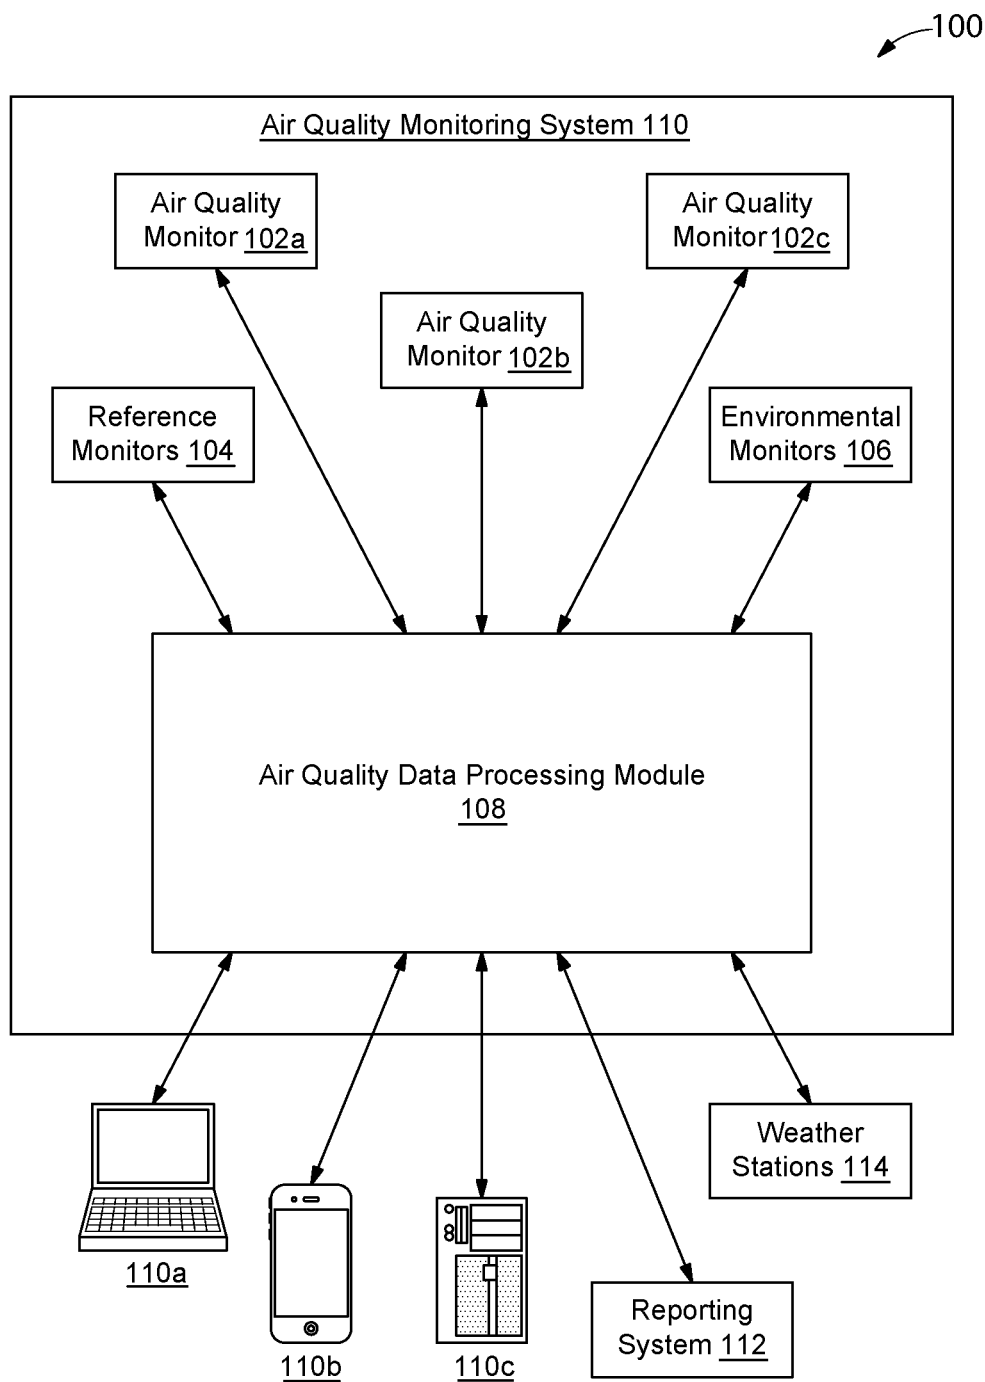 100
Air Quality Monitoring System 110
Air Quality
Monitor 102a
Air Quality
Monitor 102c
Air Quality
Monitor 102b
Reference
Monitors 104
Environmental
Monitors 106
Air Quality Data Processing Module
108
Weather
Stations 114
110a
Reporting
System 112
110b
110c